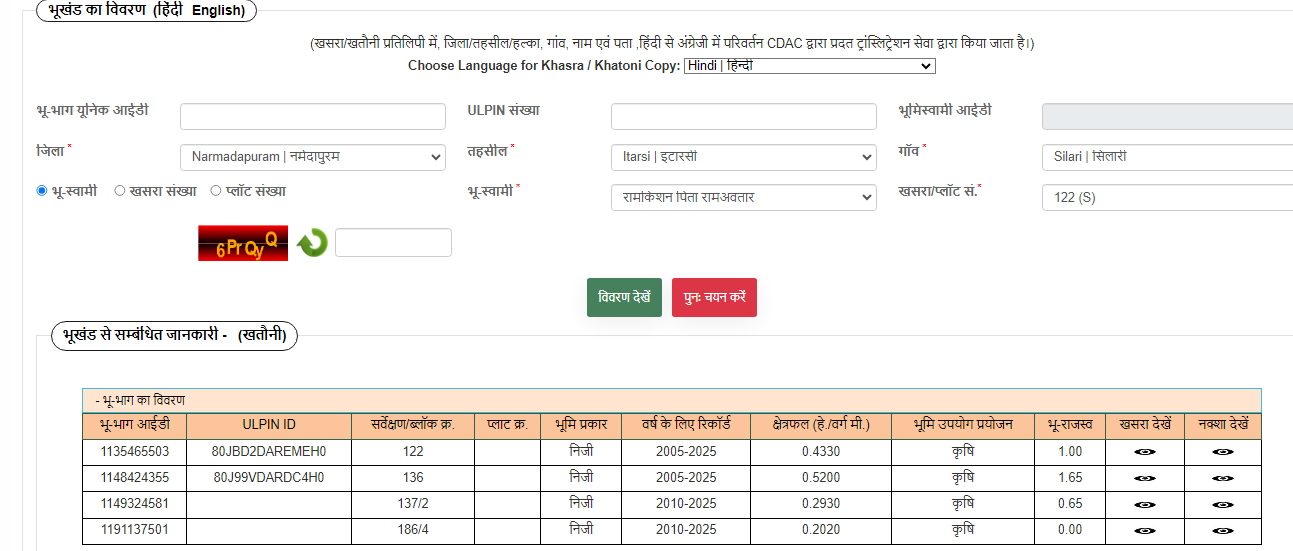 भूखंड का विवरण (हिंदी English)
(खसरा/खतौनी प्रतिलिपी में, जिला/तहसील/हल्का, गांव, नाम एवं पता ,हिंदी से अंग्रेजी में परिवर्तन CDAC द्वारा प्रदत ट्रांस्लिट्रेशन सेवा द्वारा किया जाता है।)
Choose Language for Khasra / Khatoni Copy: Hindi | हिन्दी
भू-भाग यूनिक आईडी ULPIN संख्या भूमिस्वामी आईडी
जिला * Narmadapuram | नर्मदापुरम तहसील * Itarsi | इटारसी गाँव * Silari | सिलारी
भू-स्वामी खसरा संख्या प्लॉट संख्या भू-स्वामी * रामकिशन पिता रामअवतार खसरा/प्लॉट सं.* 122 (S)
6PrQyQ
विवरण देखें पुनः चयन करें
भूखंड से सम्बंधित जानकारी - (खतौनी)
- भू-भाग का विवरण
भू-भाग आईडी ULPIN ID सर्वेक्षण/ब्लॉक क्र. प्लाट क्र. भूमि प्रकार वर्ष के लिए रिकॉर्ड क्षेत्रफल (हे./वर्ग मी.) भूमि उपयोग प्रयोजन भू-राजस्व खसरा देखें नक्शा देखें
1135465503 80JBD2DAREMEH0 122 निजी 2005-2025 0.4330 कृषि 1.00
1148424355 80J99VDARDC4H0 136 निजी 2005-2025 0.5200 कृषि 1.65
1149324581 137/2 निजी 2010-2025 0.2930 कृषि 0.65
1191137501 186/4 निजी 2010-2025 0.2020 कृषि 0.00